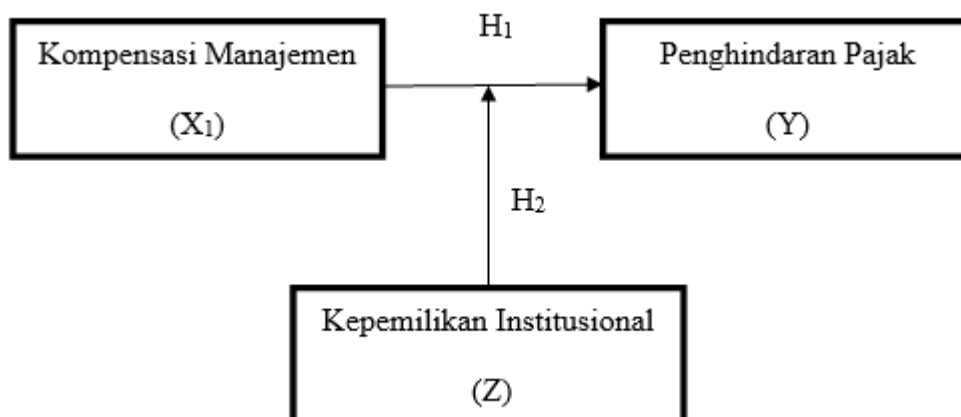 H₁
Kompensasi Manajemen
(X₁)
Penghindaran Pajak
(Y)
H₂
Kepemilikan Institusional
(Z)